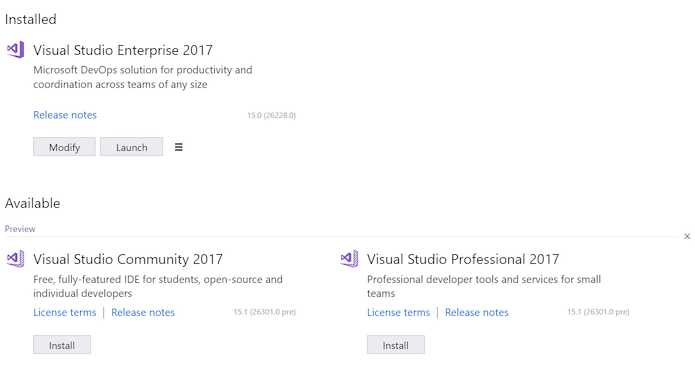 Installed
Visual Studio Enterprise 2017
Microsoft DevOps solution for productivity and
coordination across teams of any size
Release notes 15.0 (26228.0)
Modify Launch
Available
Preview
Visual Studio Community 2017
Free, fully-featured IDE for students, open-source and
individual developers
License terms | Release notes 15.1 (26301.0 pre)
Install
Visual Studio Professional 2017
Professional developer tools and services for small
teams
License terms | Release notes 15.1 (26301.0 pre)
Install